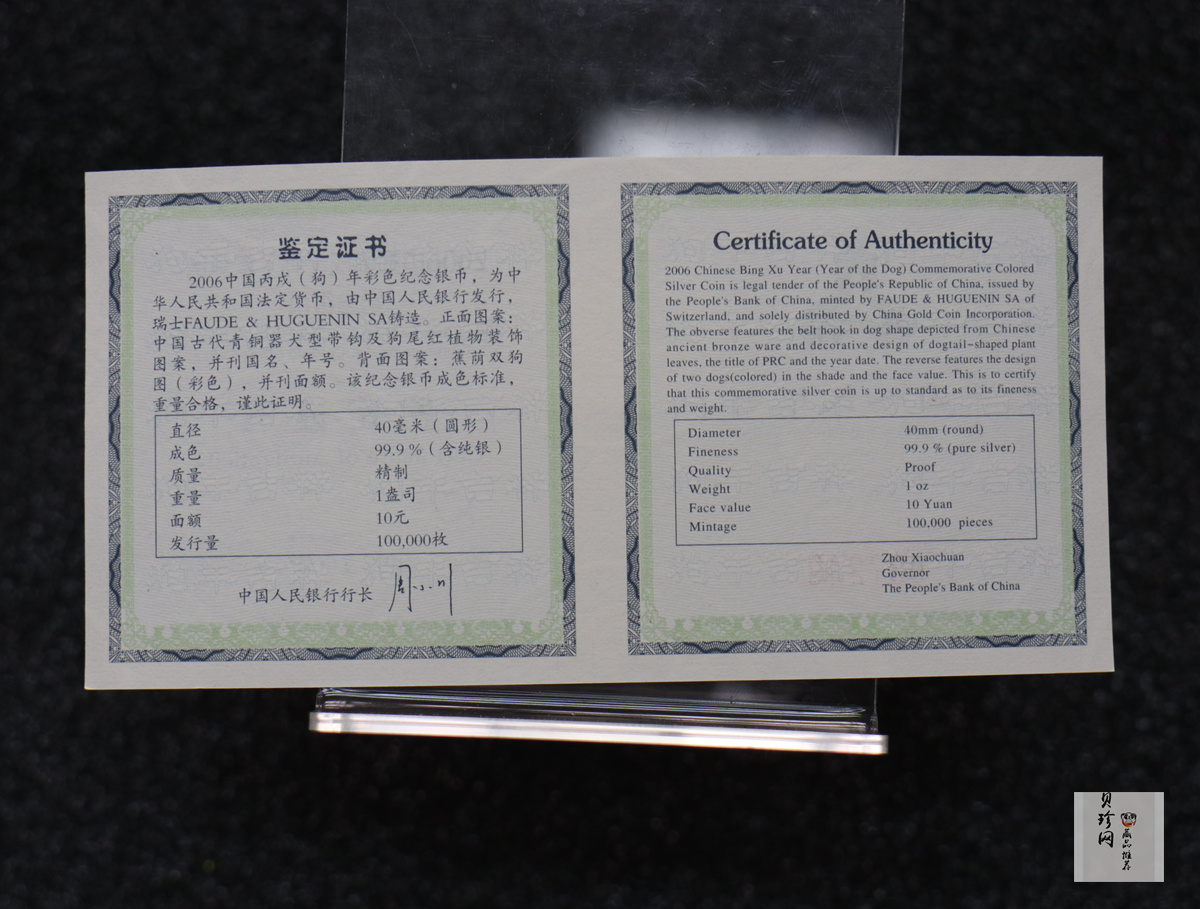 鉴定证书
2006中国丙戌（狗）年彩色纪念银币，为中
华人民共和国法定货币，由中国人民银行发行，
瑞士FAUDE & HUGUENIN SA铸造。正面图案：
中国古代青铜器犬型带钩及狗尾红植物装饰
图案，并刊国名、年号。背面图案：蕉荫双狗
图（彩色），并刊面额。该纪念银币成色标准，
重量合格，谨此证明。
直径 40毫米（圆形）
成色 99.9 %（含纯银）
质量 精制
重量 1盎司
面额 10元
发行量 100,000枚
中国人民银行行长 周小川
Certificate of Authenticity
2006 Chinese Bing Xu Year (Year of the Dog) Commemorative Colored
Silver Coin is legal tender of the People's Republic of China, issued by
the People's Bank of China, minted by FAUDE & HUGUENIN SA of
Switzerland, and solely distributed by China Gold Coin Incorporation.
The obverse features the belt hook in dog shape depicted from Chinese
ancient bronze ware and decorative design of dogtail-shaped plant
leaves, the title of PRC and the year date. The reverse features the design
of two dogs(colored) in the shade and the face value. This is to certify
that this commemorative silver coin is up to standard as to its fineness
and weight.
Diameter 40mm (round)
Fineness 99.9 % (pure silver)
Quality Proof
Weight 1 oz
Face value 10 Yuan
Mintage 100,000 pieces
Zhou Xiaochuan
Governor
The People's Bank of China
贝珍网
藏品推荐